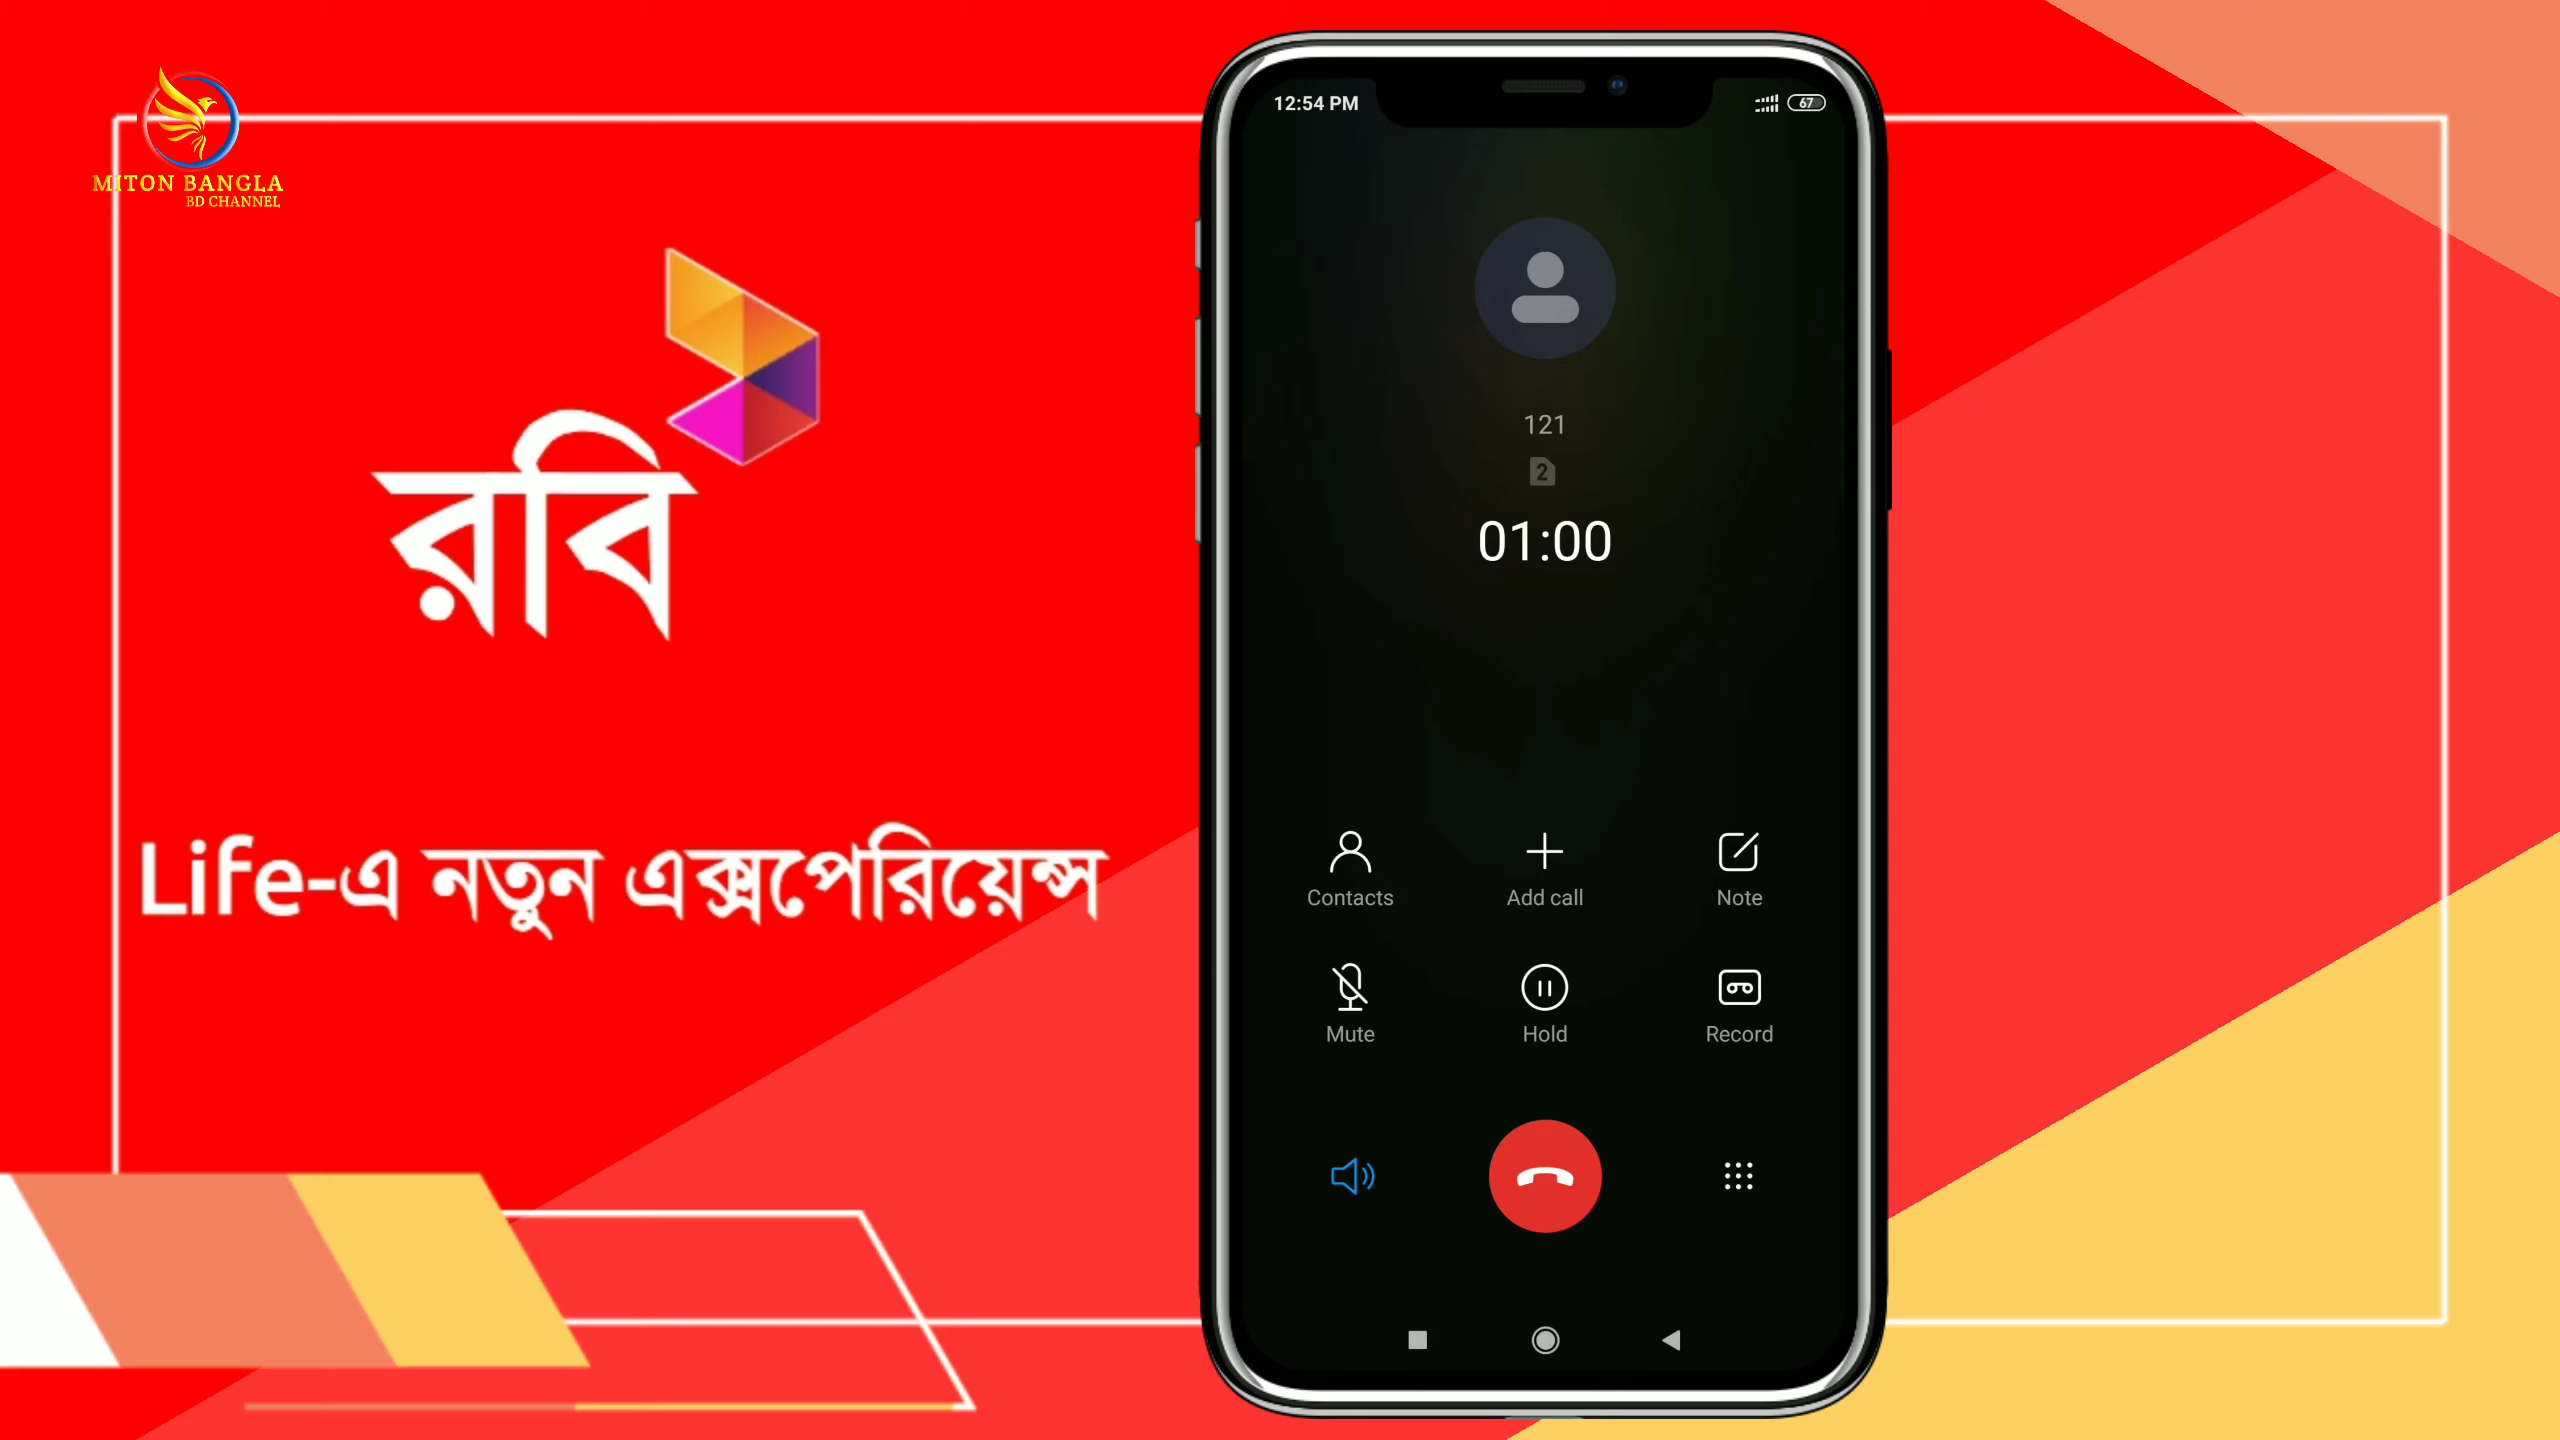 MITON BANGLA
BD CHANNEL
রবি
Life-এ নতুন এক্সপেরিয়েন্স
12:54 PM
67
121
2
01:00
Contacts
Add call
Note
Mute
Hold
Record